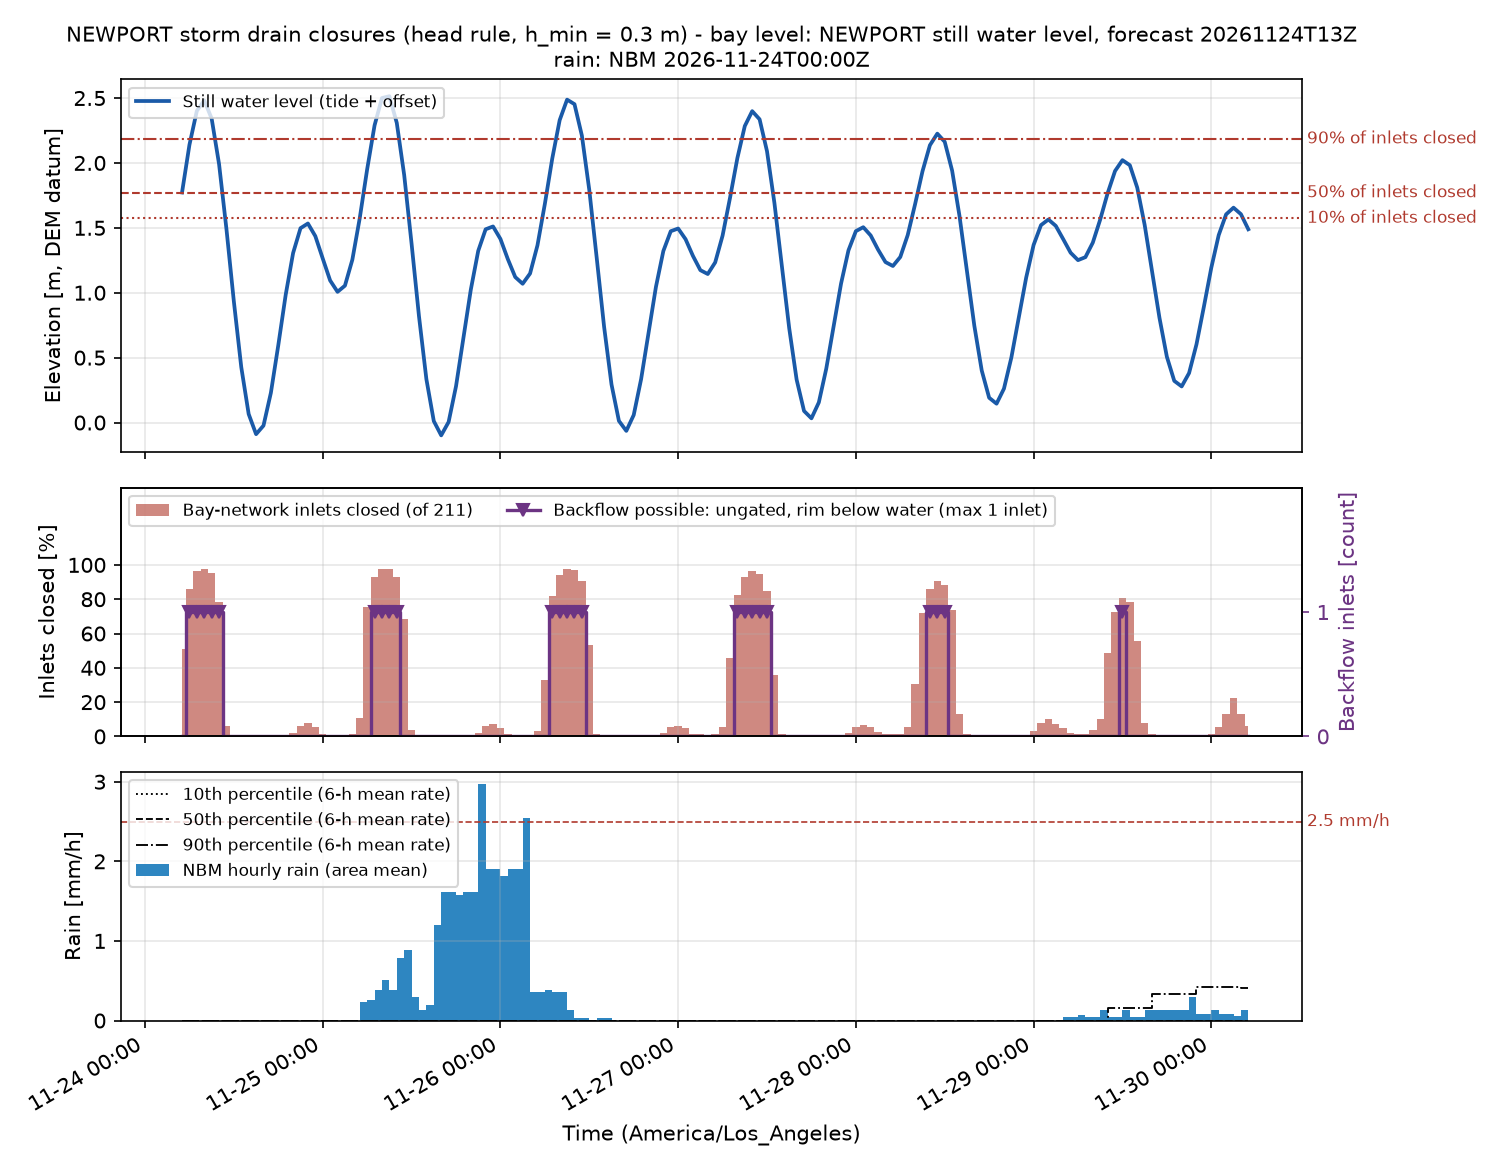 NEWPORT storm drain closures (head rule, h_min = 0.3 m) - bay level: NEWPORT still water level, forecast 20261124T13Z
rain: NBM 2026-11-24T00:00Z
Still water level (tide + offset)
Elevation [m, DEM datum]
2.5
2.0
1.5
1.0
0.5
0.0
90% of inlets closed
50% of inlets closed
10% of inlets closed
Bay-network inlets closed (of 211)
Backflow possible: ungated, rim below water (max 1 inlet)
Inlets closed [%]
100
80
60
40
20
0
1
0
Backflow inlets [count]
10th percentile (6-h mean rate)
50th percentile (6-h mean rate)
90th percentile (6-h mean rate)
NBM hourly rain (area mean)
Rain [mm/h]
3
2
1
0
2.5 mm/h
11-24 00:00
11-25 00:00
11-26 00:00
11-27 00:00
11-28 00:00
11-29 00:00
11-30 00:00
Time (America/Los_Angeles)